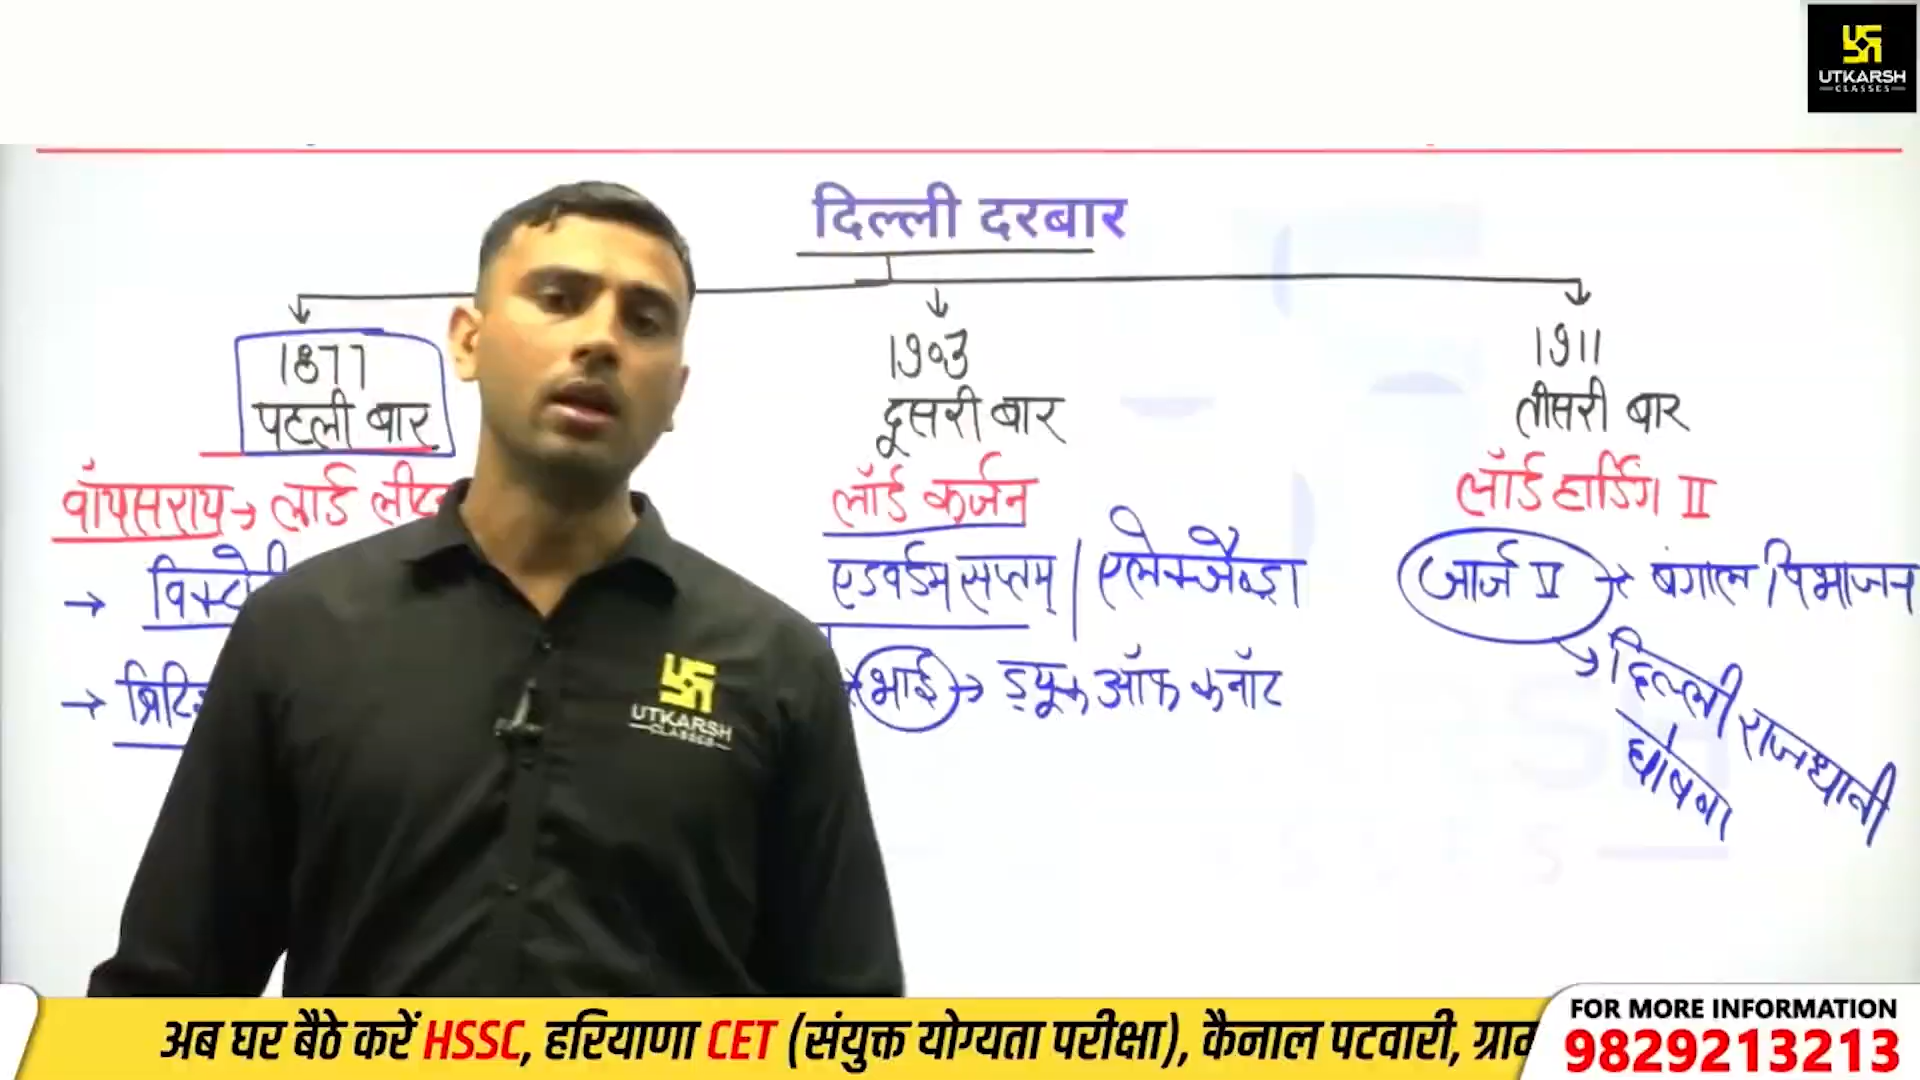 UTKARSH
CLASSES
दिल्ली दरबार
1877
पहली बार
वॉयसराय → लार्ड
1903
दूसरी बार
लॉर्ड कर्जन
एडवर्डम सप्तम् | एलेक्जेण्ड्रा
भाई → ड्यूक ऑफ कनॉट
1911
तीसरी बार
लॉर्ड हार्डिंग II
जार्ज V → बंगाल विभाजन
→ दिल्ली राजधानी
घोषणा
UTKARSH
CLASSES
अब घर बैठे करें HSSC, हरियाणा CET (संयुक्त योग्यता परीक्षा), कैनाल पटवारी,
FOR MORE INFORMATION
9829213213